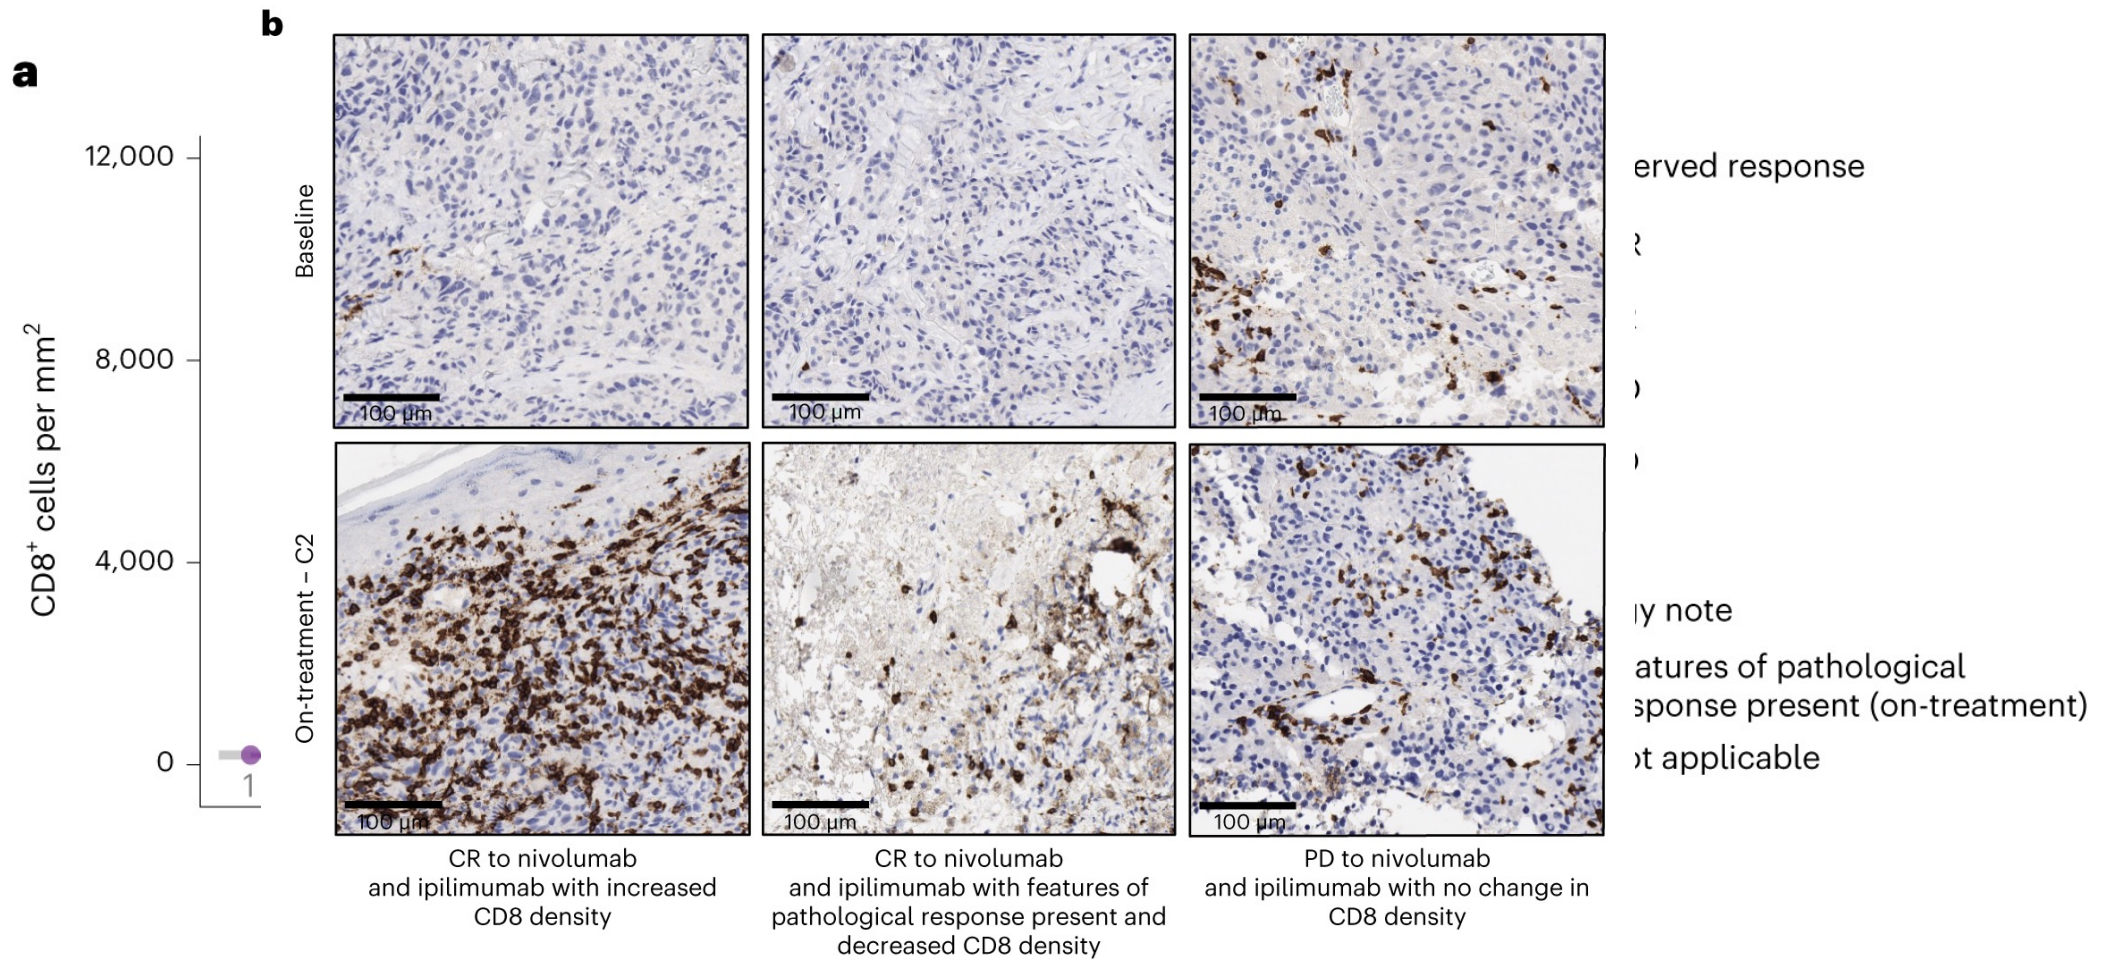 a
b
CD8⁺ cells per mm²
12,000
8,000
4,000
0
1
Baseline
On-treatment – C2
100 µm
100 µm
100 µm
100 µm
100 µm
100 µm
CR to nivolumab
and ipilimumab with increased
CD8 density
CR to nivolumab
and ipilimumab with features of
pathological response present and
decreased CD8 density
PD to nivolumab
and ipilimumab with no change in
CD8 density
erved response
gy note
atures of pathological
sponse present (on-treatment)
ot applicable